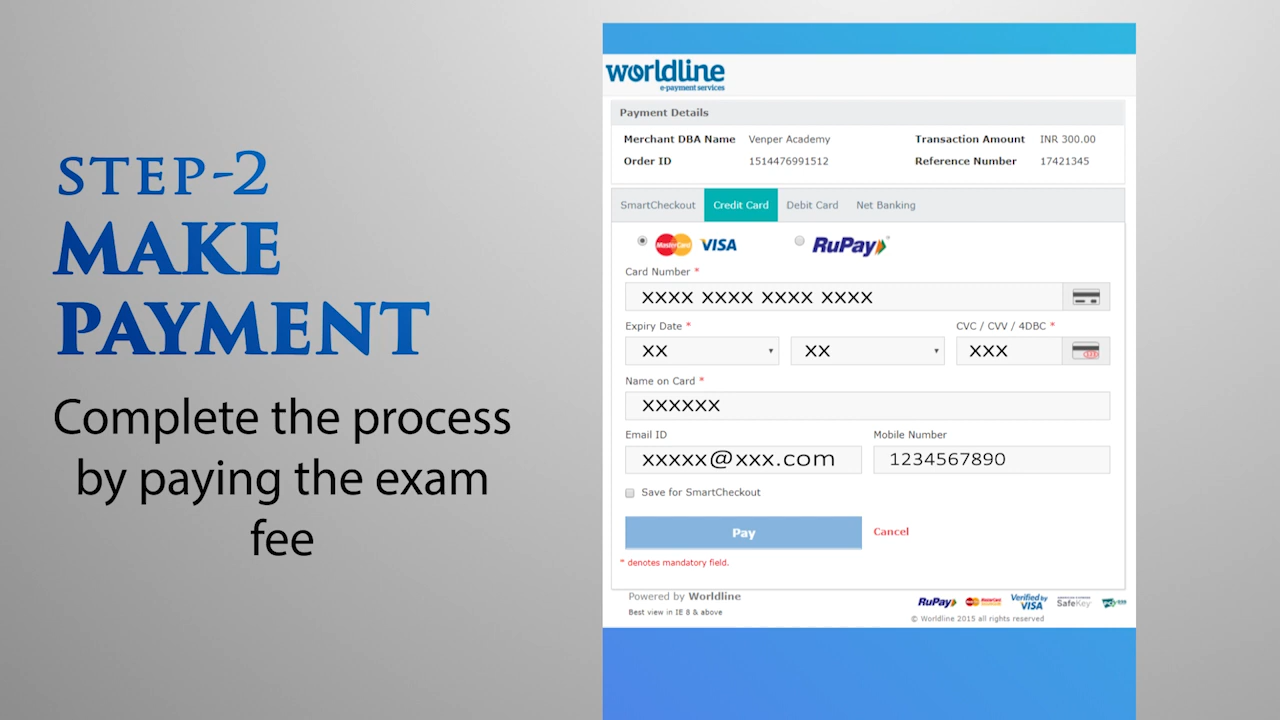 STEP-2
MAKE
PAYMENT
Complete the process
by paying the exam
fee
worldline
e-payment services
Payment Details
Merchant DBA Name Venper Academy Transaction Amount INR 300.00
Order ID 1514476991512 Reference Number 17421345
SmartCheckout Credit Card Debit Card Net Banking
MasterCard VISA RuPay
Card Number *
XXXX XXXX XXXX XXXX
Expiry Date * CVC / CVV / 4DBC *
XX XX XXX
Name on Card *
XXXXXX
Email ID Mobile Number
xxxxx@xxx.com 1234567890
Save for SmartCheckout
Pay Cancel
* denotes mandatory field.
Powered by Worldline
Best view in IE 8 & above
RuPay Verified by VISA SafeKey
© Worldline 2015 all rights reserved